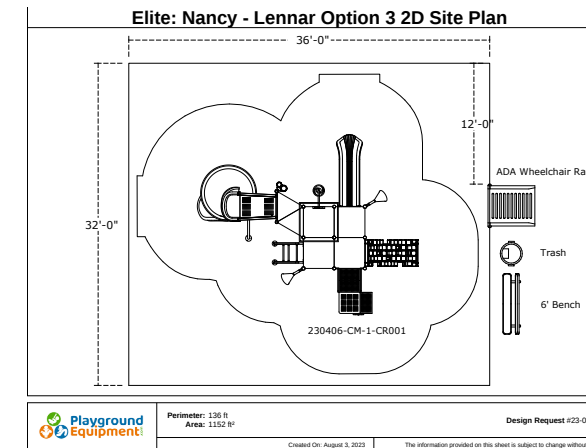 Elite: Nancy - Lennar Option 3 2D Site Plan
36'-0"
12'-0"
ADA Wheelchair Ra
32'-0"
Trash
6' Bench
230406-CM-1-CR001
Playground
Equipment
Perimeter: 136 ft
Area: 1152 ft²
Design Request #23-0
Created On: August 3, 2023
The information provided on this sheet is subject to change withou